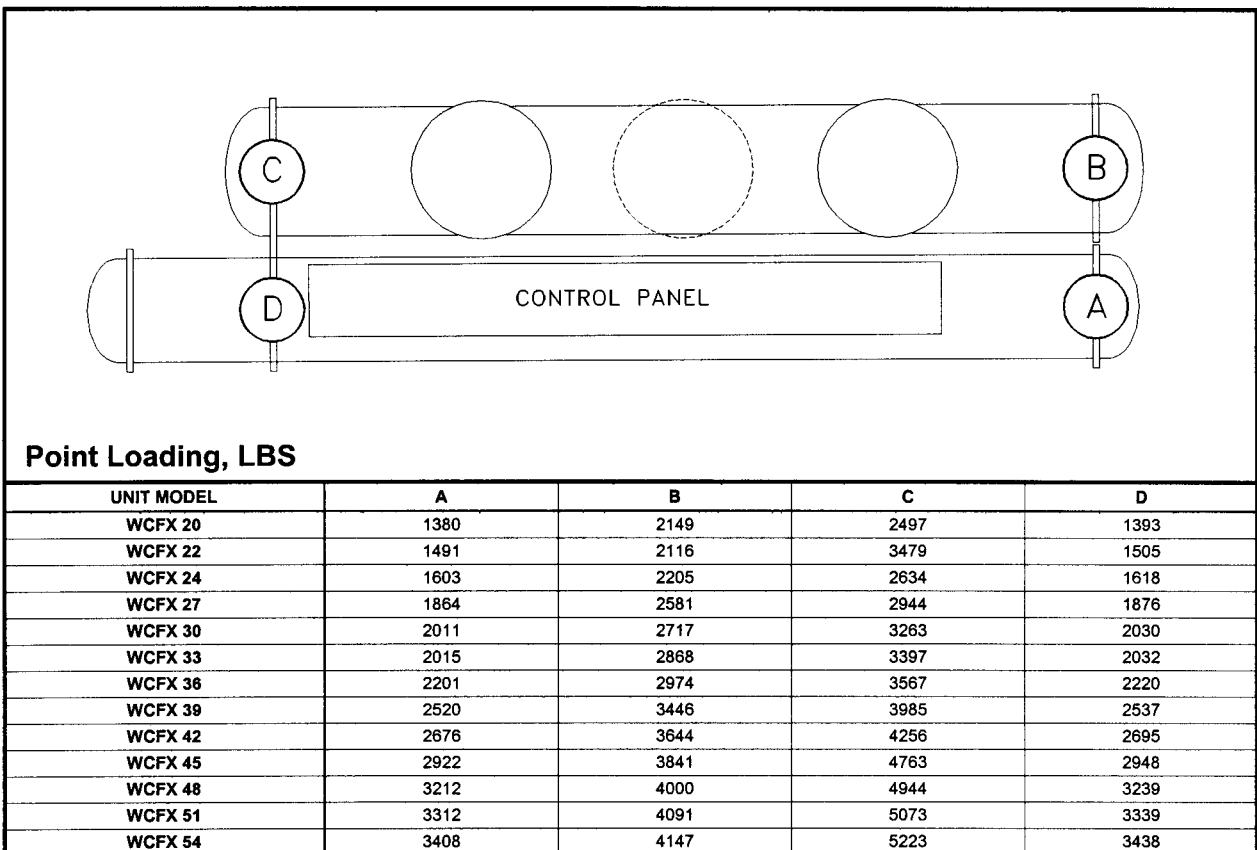 C
B
D
CONTROL PANEL
A
Point Loading, LBS
UNIT MODEL A B C D
WCFX 20 1380 2149 2497 1393
WCFX 22 1491 2116 3479 1505
WCFX 24 1603 2205 2634 1618
WCFX 27 1864 2581 2944 1876
WCFX 30 2011 2717 3263 2030
WCFX 33 2015 2868 3397 2032
WCFX 36 2201 2974 3567 2220
WCFX 39 2520 3446 3985 2537
WCFX 42 2676 3644 4256 2695
WCFX 45 2922 3841 4763 2948
WCFX 48 3212 4000 4944 3239
WCFX 51 3312 4091 5073 3339
WCFX 54 3408 4147 5223 3438